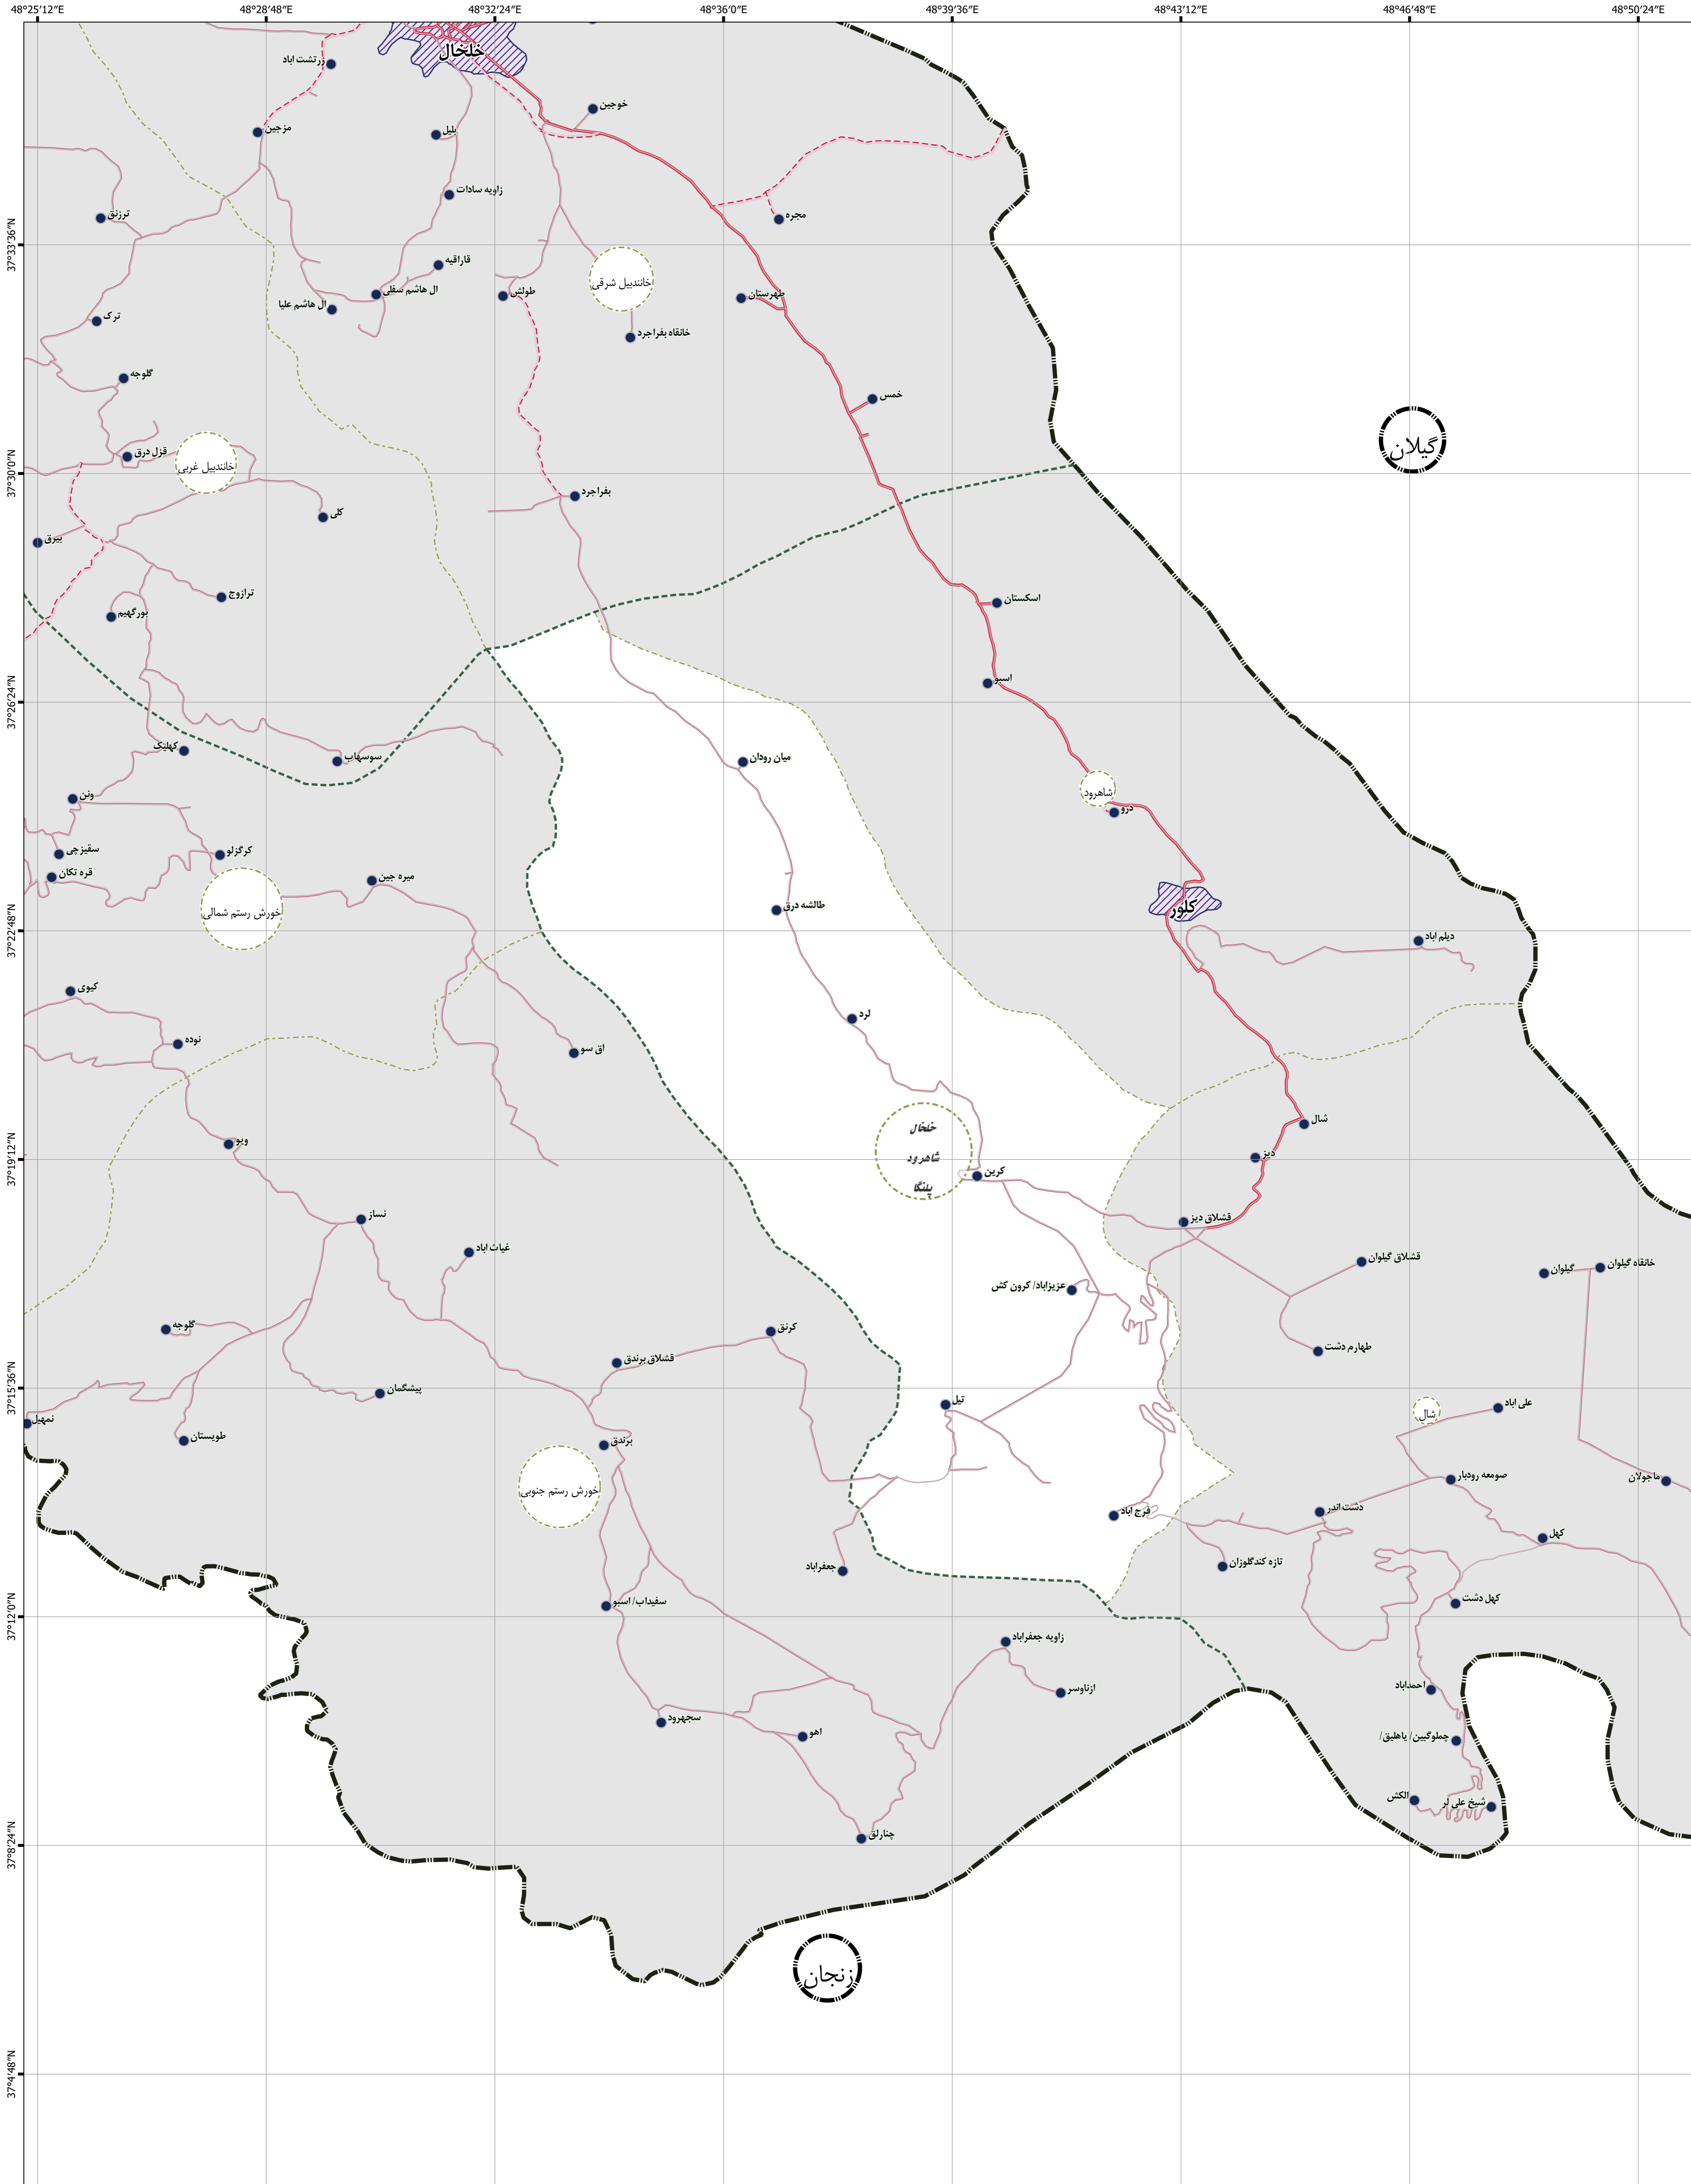 48°25'12"E
48°28'48"E
48°32'24"E
48°36'0"E
48°39'36"E
48°43'12"E
48°46'48"E
48°50'24"E
خلخال
زرتشت اباد
خوجین
مزجین
بلیل
زاویه سادات
ترزنق
مجره
37°33'36"N
قاراقیه
خانندبیل شرقی
ال هاشم سفلی
طولش
طهرستان
ال هاشم علیا
ترک
خانقاه بفراجرد
گلوجه
خمس
گیلان
قزل درق
خانندبیل غربی
37°30'0"N
بفراجرد
کلی
بیرق
ترازوج
اسکستان
بورگهیم
اسبو
37°26'24"N
کهلیک
سوسهاب
میان رودان
شاهرود
ونن
درو
سقیزچی
کرگزلو
قره تکان
میره جین
خورش رستم شمالی
طالشه درق
کلور
37°22'48"N
دیلم اباد
کیوی
لرد
نوده
اق سو
شال
خلخال
شاهرود
پلنگا
ویو
دیز
37°19'12"N
کرین
نساز
قشلاق دیز
غیاث اباد
قشلاق گیلوان
خانقاه گیلوان
گیلوان
عزیزاباد/ کرون کش
گلوجه
کرنق
طهارم دشت
قشلاق برندق
37°15'36"N
پیشگمان
تیل
علی اباد
شال
نمهیل
طویستان
برندق
صومعه رودبار
ماجولان
خورش رستم جنوبی
دشت اندر
فرج اباد
کهل
تازه کندگلوزان
جعفراباد
سفیداب/ اسبو
کهل دشت
37°12'0"N
زاویه جعفراباد
ازناوسر
احمداباد
سجهرود
اهو
چملوگبین/ یاهلیق/
الکش
شیخ علی لر
چنارلق
37°8'24"N
زنجان
37°4'48"N